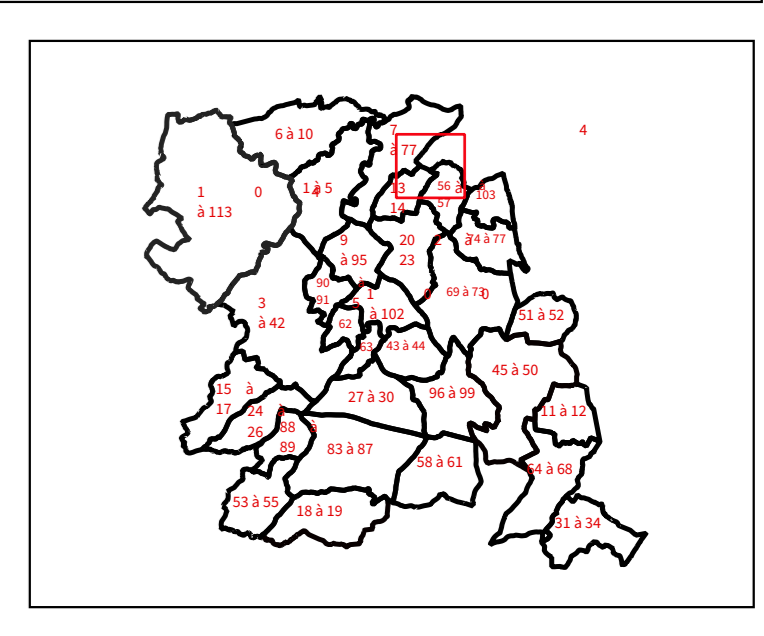 7
4
6 à 10
à 77
1 0
1 à 5
4
13
56 à
9
103
à 113
14
57
9
20
2
à
74 à 77
à 95
23
90
à
91
5
1
0
69 à 73
0
3
à 102
51 à 52
à 42
62
63
43 à 44
45 à 50
15 à
17
24 à
27 à 30
96 à 99
11 à 12
26
88
à
89
83 à 87
58 à 61
64 à 68
53 à 55
18 à 19
31 à 34